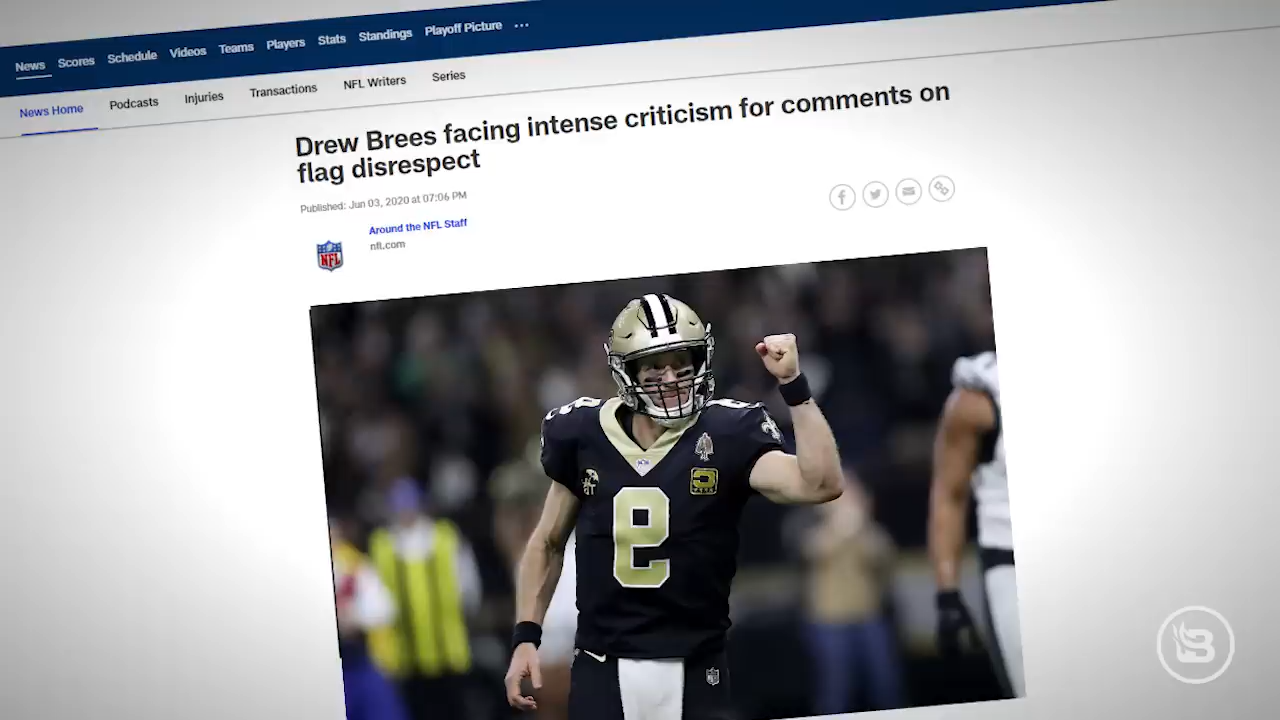 News Scores Schedule Videos Teams Players Stats Standings Playoff Picture ...
News Home Podcasts Injuries Transactions NFL Writers Series
Drew Brees facing intense criticism for comments on
flag disrespect
Published: Jun 03, 2020 at 07:06 PM
Around the NFL Staff
nfl.com
NFL
9
B